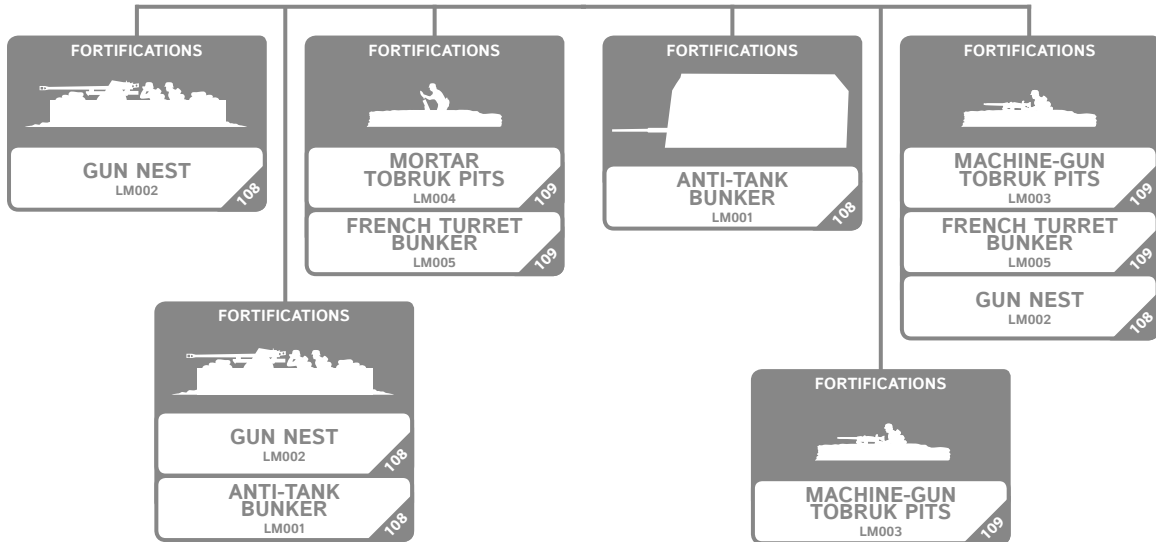 FORTIFICATIONS
GUN NEST
LM002
108
FORTIFICATIONS
MORTAR
TOBRUK PITS
LM004
109
FRENCH TURRET
BUNKER
LM005
109
FORTIFICATIONS
ANTI-TANK
BUNKER
LM001
108
FORTIFICATIONS
MACHINE-GUN
TOBRUK PITS
LM003
109
FRENCH TURRET
BUNKER
LM005
109
GUN NEST
LM002
108
FORTIFICATIONS
GUN NEST
LM002
108
ANTI-TANK
BUNKER
LM001
108
FORTIFICATIONS
MACHINE-GUN
TOBRUK PITS
LM003
109